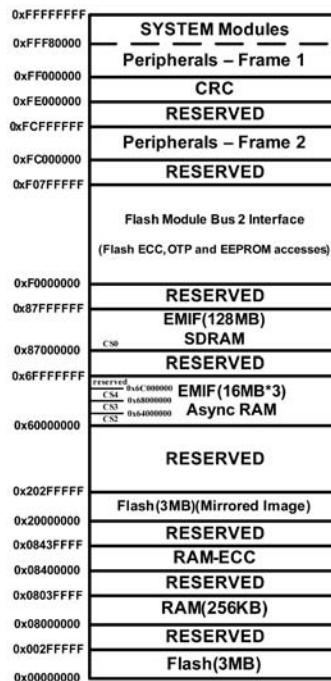 0xFFFFFFFF
SYSTEM Modules
0xFFF80000
Peripherals – Frame 1
0xFF000000
CRC
0xFE000000
RESERVED
0xFCFFFFFF
Peripherals – Frame 2
0xFC000000
RESERVED
0xF07FFFFF
Flash Module Bus 2 Interface
(Flash ECC, OTP and EEPROM accesses)
0xF0000000
RESERVED
0x87FFFFFF
EMIF(128MB)
SDRAM
CS0
0x87000000
RESERVED
0x6FFFFFFF
reserved
0x6C000000
CS4
EMIF(16MB*3)
0x68000000
CS3
Async RAM
0x64000000
CS2
0x60000000
RESERVED
0x202FFFFF
Flash(3MB)(Mirrored Image)
0x20000000
RESERVED
0x0843FFFF
RAM-ECC
0x08400000
RESERVED
0x0803FFFF
RAM(256KB)
0x08000000
RESERVED
0x002FFFFF
Flash(3MB)
0x00000000